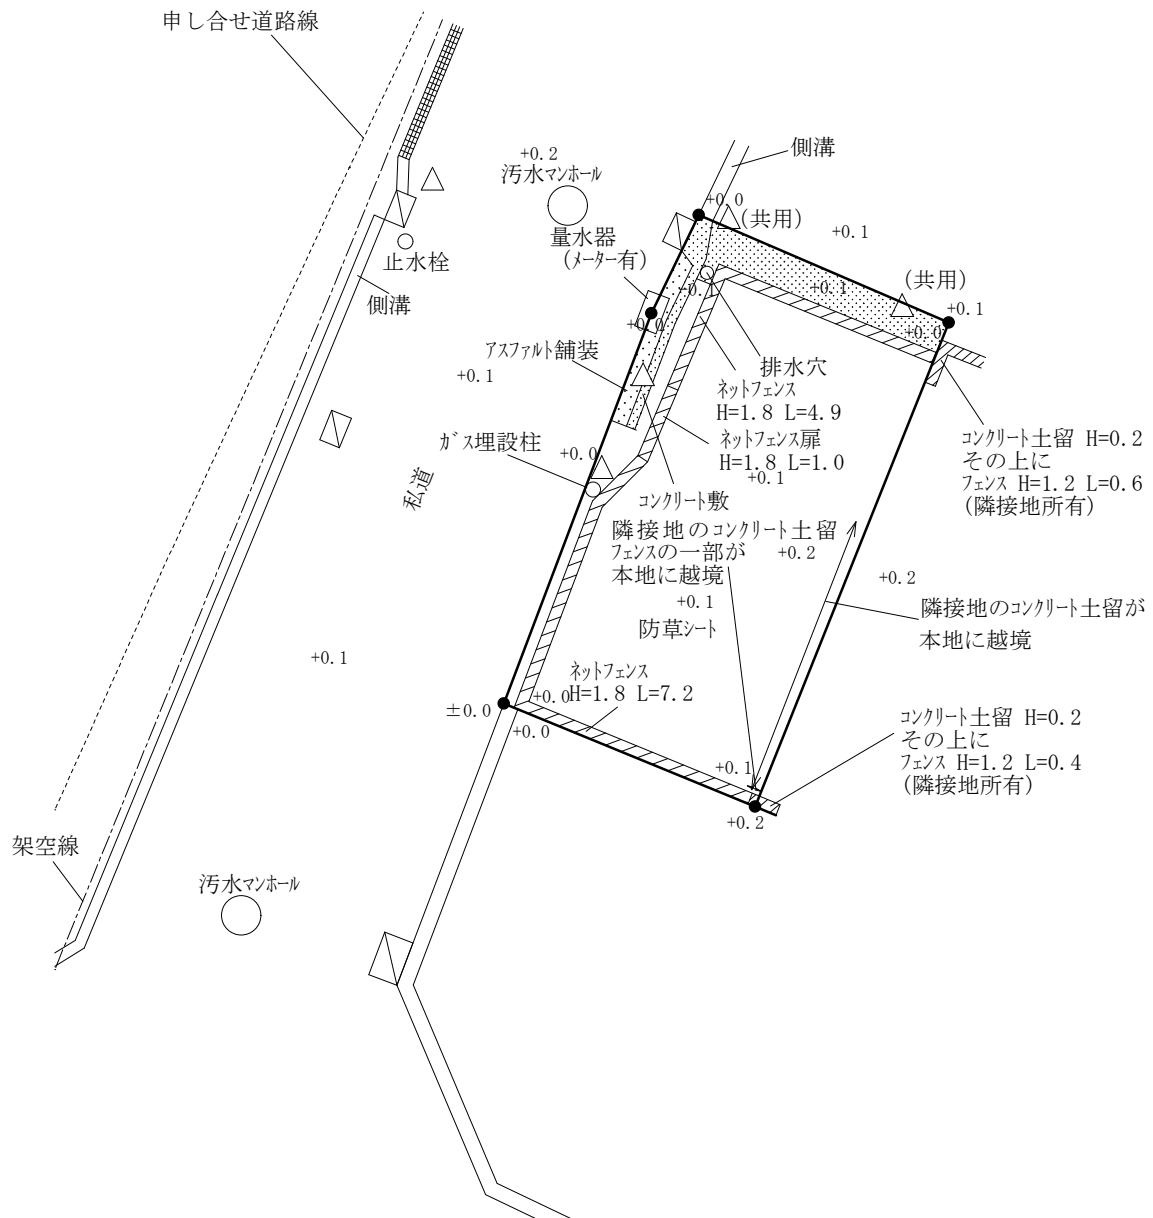 申し合せ道路線
+0.2
汚水マンホール
側溝
+0.0
(共用)
+0.1
量水器
(メーター有)
止水栓
側溝
-0.1
+0.1
(共用)
+0.1
+0.0
+0.0
アスファルト舗装
+0.1
排水穴
ネットフェンス
H=1.8 L=4.9
ネットフェンス扉
H=1.8 L=1.0
+0.1
コンクリート土留 H=0.2
その上に
フェンス H=1.2 L=0.6
(隣接地所有)
ガス埋設柱
+0.0
私道
コンクリート敷
隣接地のコンクリート土留
フェンスの一部が
本地に越境
+0.2
+0.2
隣接地のコンクリート土留が
本地に越境
+0.1
防草シート
+0.1
ネットフェンス
H=1.8 L=7.2
±0.0
+0.0
+0.0
コンクリート土留 H=0.2
その上に
フェンス H=1.2 L=0.4
(隣接地所有)
+0.1
+0.2
架空線
汚水マンホール